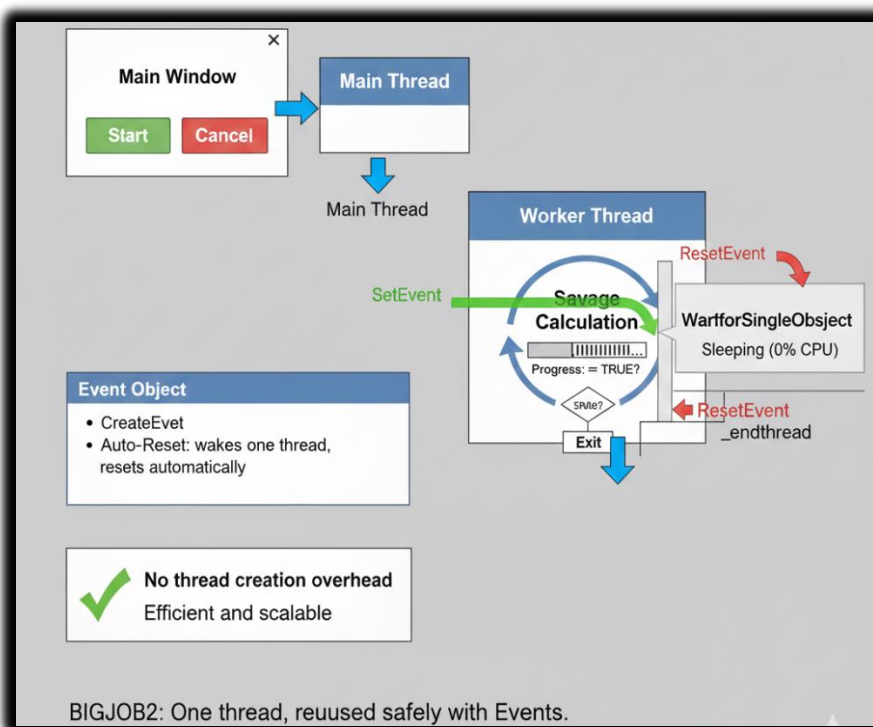 ×
Main Window
Start
Cancel
Main Thread
Main Thread
Worker Thread
ResetEvent
SetEvent
Savage
Calculation
WartforSingleObsject
Sleeping (0% CPU)
Progress: = TRUE?
ResetEvent
_endthread
Exit
Event Object
• CreateEvet
• Auto-Reset: wakes one thread,
resets automatically
No thread creation overhead
Efficient and scalable
BIGJOB2: One thread, reuused safely with Events.